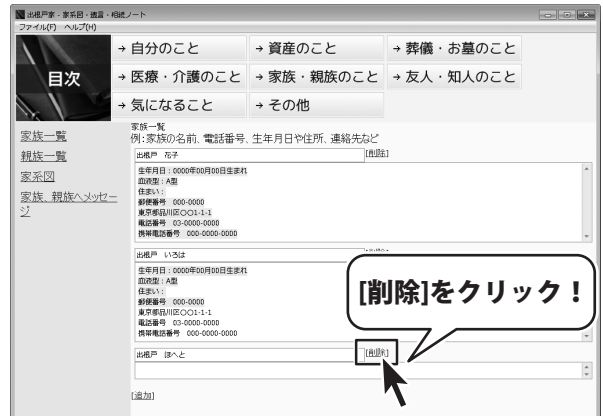 出根戸家・家系図・遺言・相続ノート
ファイル(F) ヘルプ(H)
目次
→自分のこと
→資産のこと
→葬儀・お墓のこと
→医療・介護のこと
→家族・親族のこと
→友人・知人のこと
→気になること
→その他
家族一覧
親族一覧
家系図
家族、親族へメッセー
ジ
家族一覧
例:家族の名前、電話番号、生年月日や住所、連絡先など
出根戸 花子
[削除]
生年月日:0000年00月00日生まれ
血液型:A型
住まい:
郵便番号 000-0000
東京都品川区〇〇1-1-1
電話番号 03-0000-0000
携帯電話番号 000-0000-0000
出根戸 いろは
生年月日:0000年00月00日生まれ
血液型:A型
住まい:
郵便番号 000-0000
東京都品川区〇〇1-1-1
電話番号 03-0000-0000
携帯電話番号 000-0000-0000
[削除]をクリック!
出根戸 ほへと
[削除]
[追加]